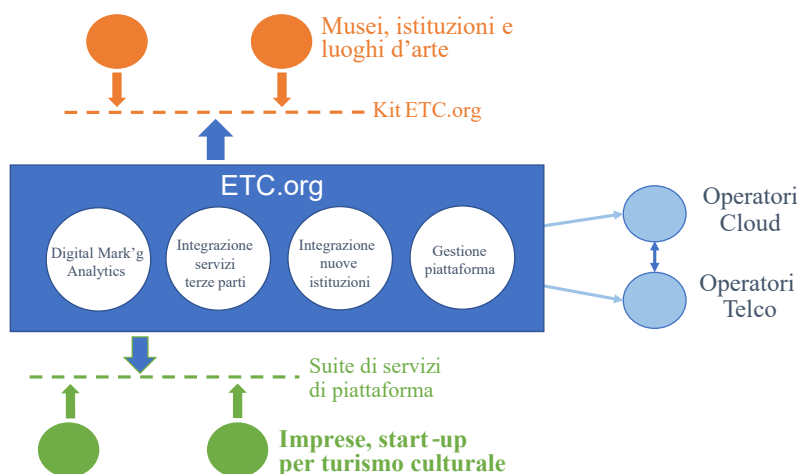 Musei, istituzioni e
luoghi d’arte
Kit ETC.org
ETC.org
Digital Mark’g
Analytics
Integrazione
servizi
terze parti
Integrazione
nuove
istituzioni
Gestione
piattaforma
Operatori
Cloud
Operatori
Telco
Suite di servizi
di piattaforma
Imprese, start-up
per turismo culturale